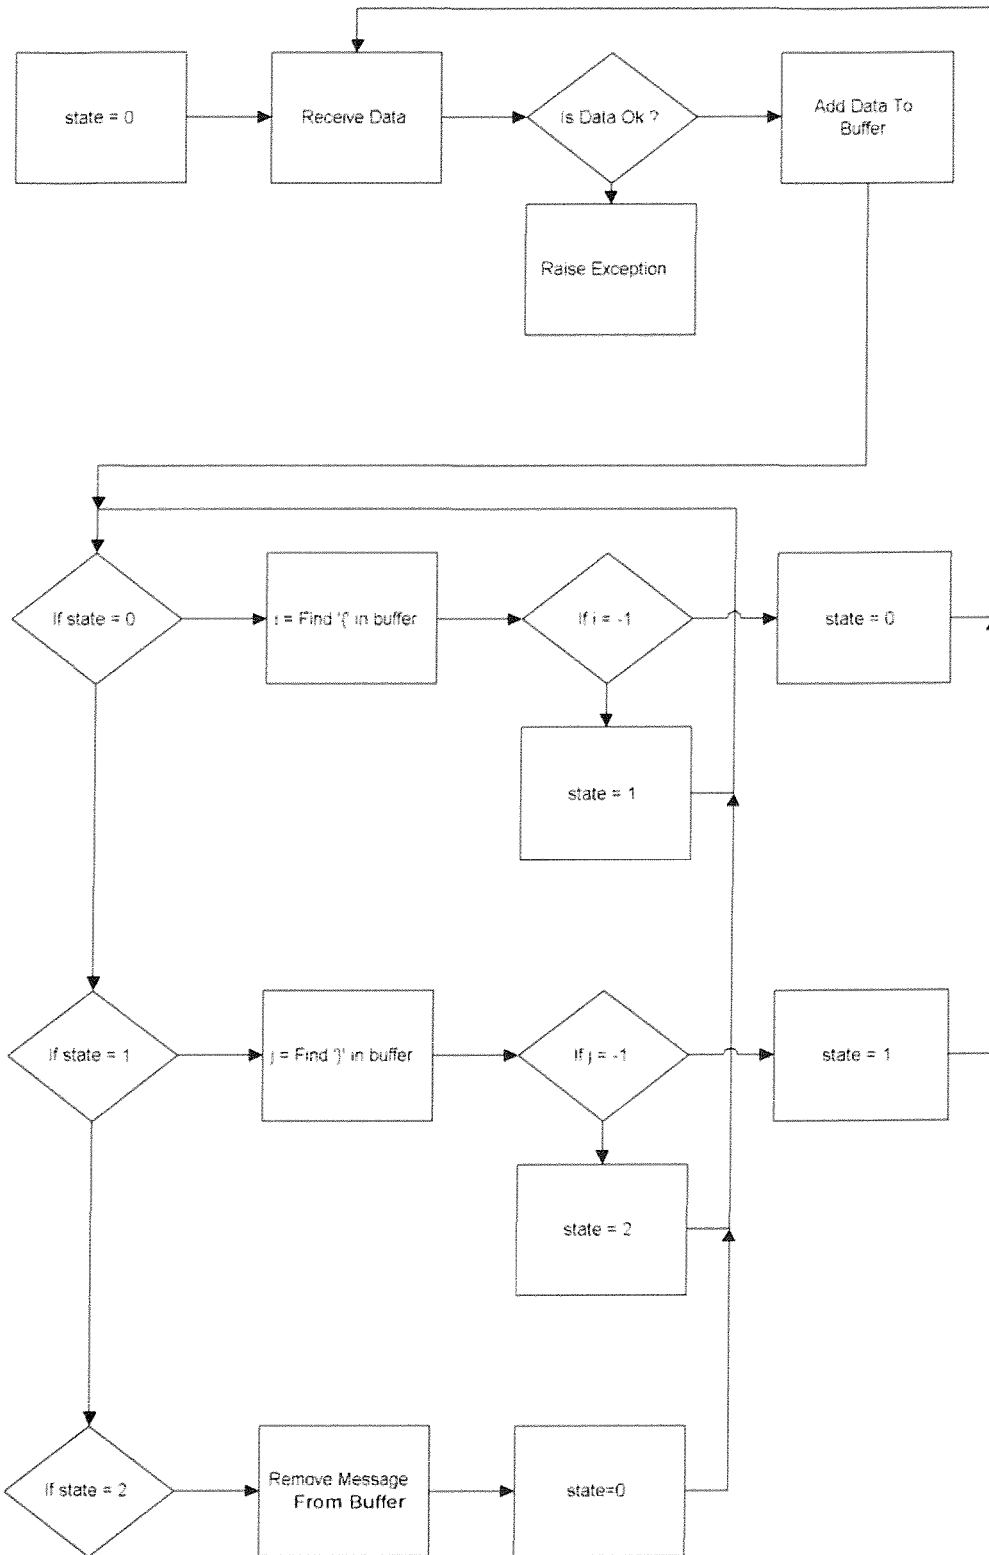 state = 0
Receive Data
Is Data Ok ?
Add Data To
Buffer
Raise Exception
If state = 0
i = Find '{' in buffer
If i = -1
state = 0
state = 1
If state = 1
j = Find '}' in buffer
If j = -1
state = 1
state = 2
If state = 2
Remove Message
From Buffer
state=0